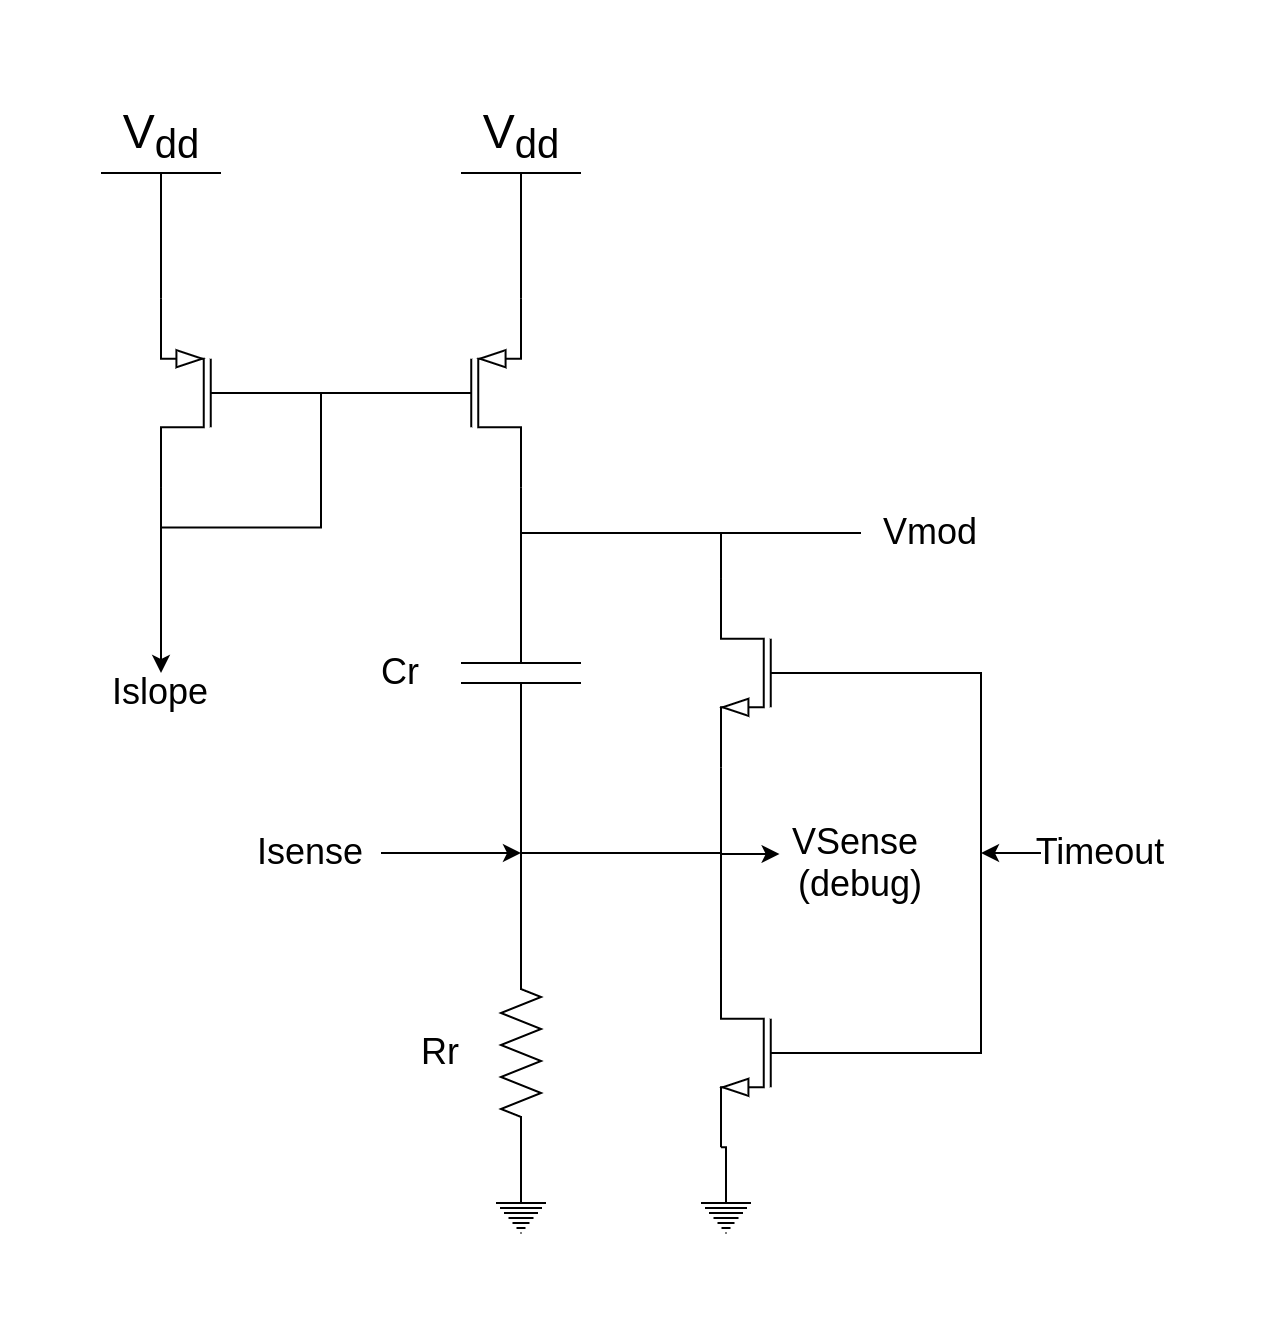 Vdd
Vdd
Vmod
Cr
Islope
Isense
VSense
(debug)
Timeout
Rr